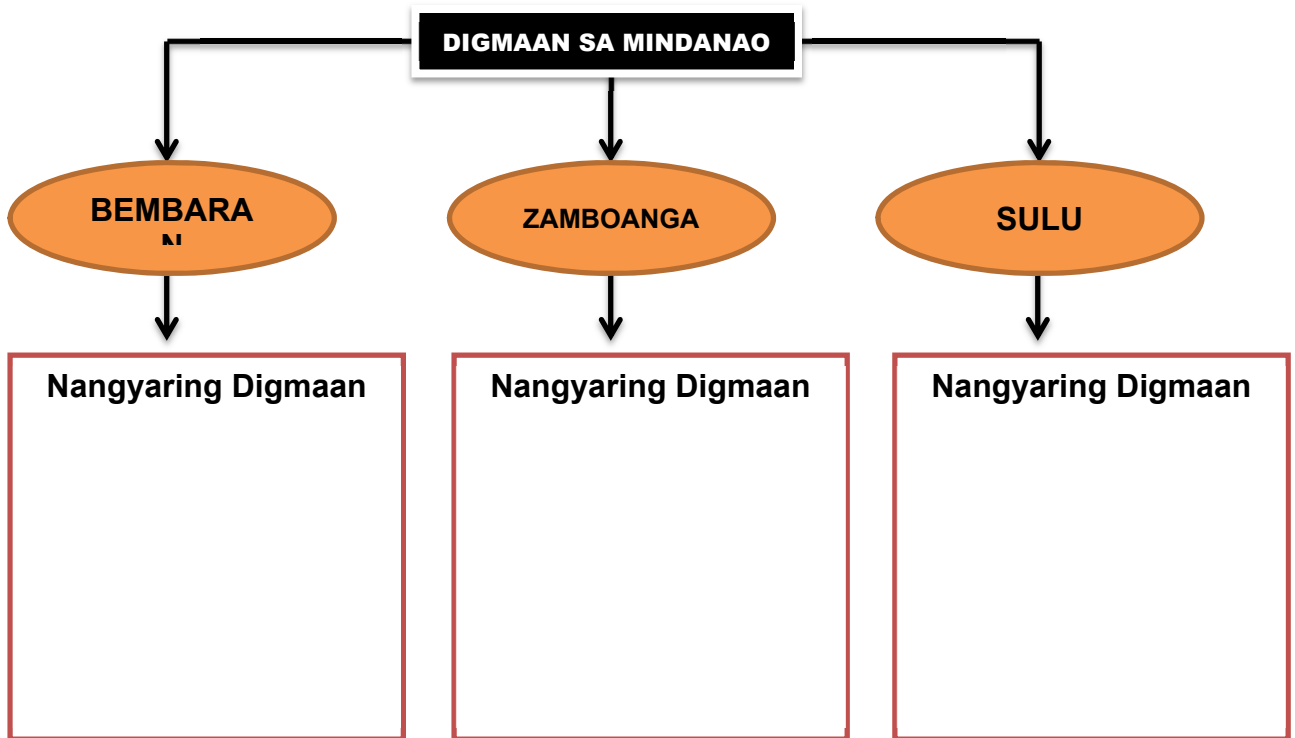 DIGMAAN SA MINDANAO
BEMBARA
N
ZAMBOANGA
SULU
Nangyaring Digmaan
Nangyaring Digmaan
Nangyaring Digmaan